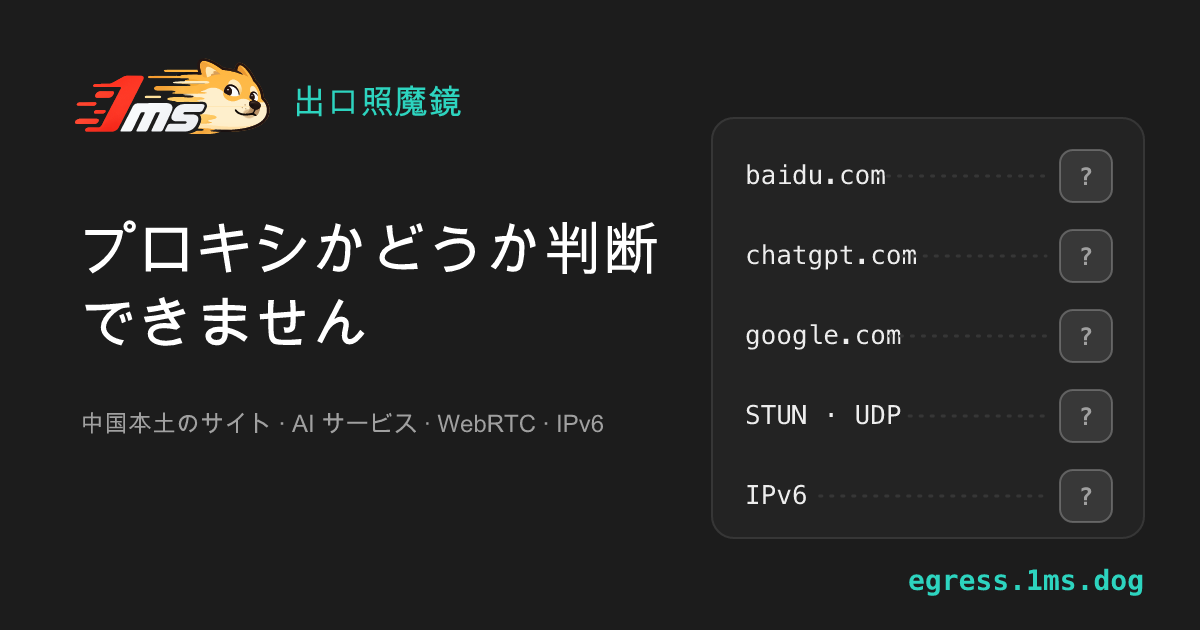 1ms
出口照魔鏡
プロキシかどうか判断
できません
中国本土のサイト · AI サービス · WebRTC · IPv6
baidu.com ?
chatgpt.com ?
google.com ?
STUN · UDP ?
IPv6 ?
egress.1ms.dog